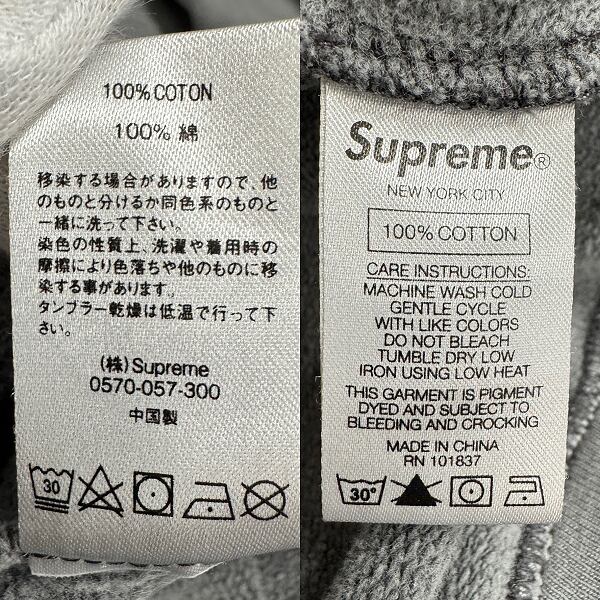 100% COTON
100% 綿
移染する場合がありますので、他
のものと分けるか同色系のものと
一緒に洗って下さい。
染色の性質上、洗濯や着用時の
摩擦により色落ちや他のものに移
染する事があります。
タンブラー乾燥は低温で行って下
さい。
(株) Supreme
0570-057-300
中国製
30
Supreme®
NEW YORK CITY
100% COTTON
CARE INSTRUCTIONS:
MACHINE WASH COLD
GENTLE CYCLE
WITH LIKE COLORS
DO NOT BLEACH
TUMBLE DRY LOW
IRON USING LOW HEAT
THIS GARMENT IS PIGMENT
DYED AND SUBJECT TO
BLEEDING AND CROCKING
MADE IN CHINA
RN 101837
30°